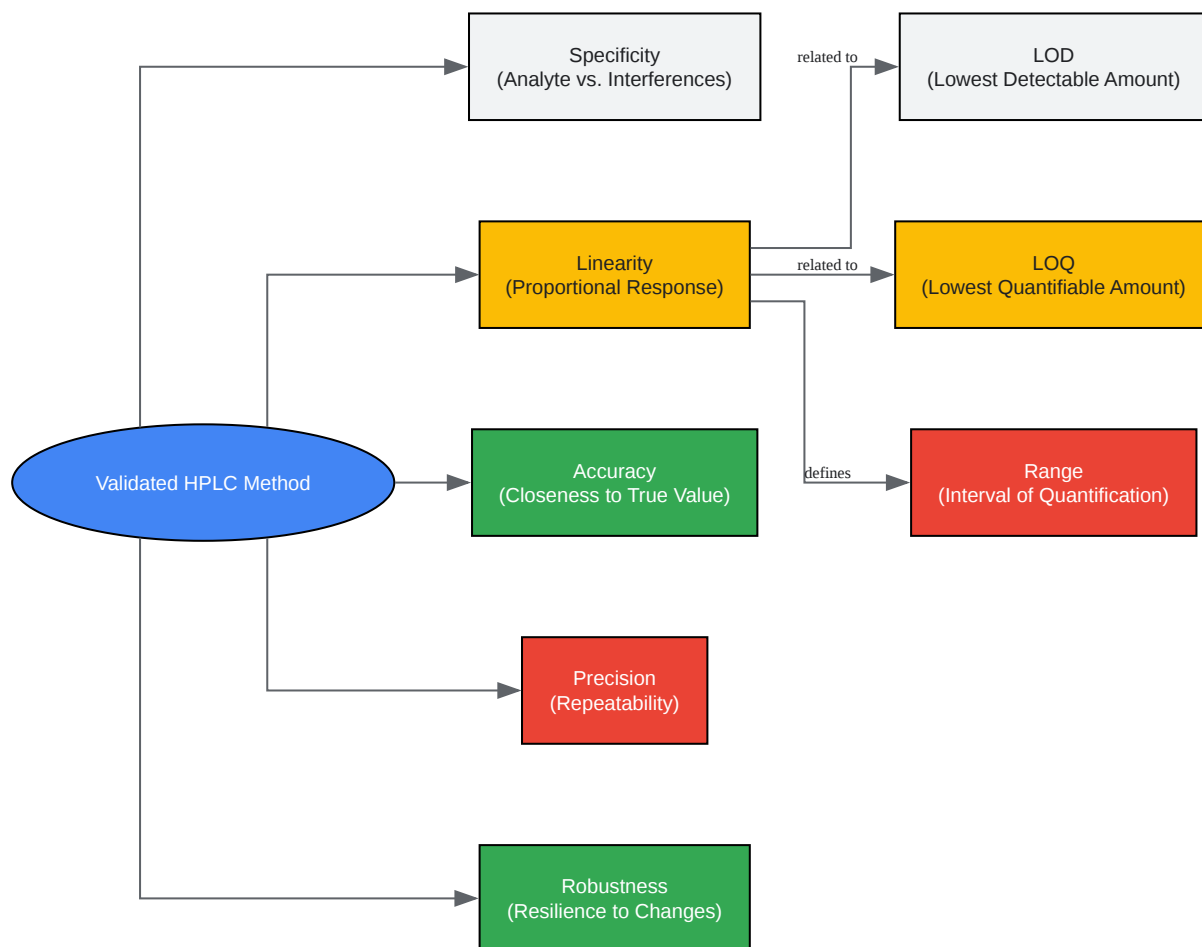 Specificity
(Analyte vs. Interferences)
related to
LOD
(Lowest Detectable Amount)
Linearity
(Proportional Response)
related to
LOQ
(Lowest Quantifiable Amount)
Validated HPLC Method
Accuracy
(Closeness to True Value)
defines
Range
(Interval of Quantification)
Precision
(Repeatability)
Robustness
(Resilience to Changes)